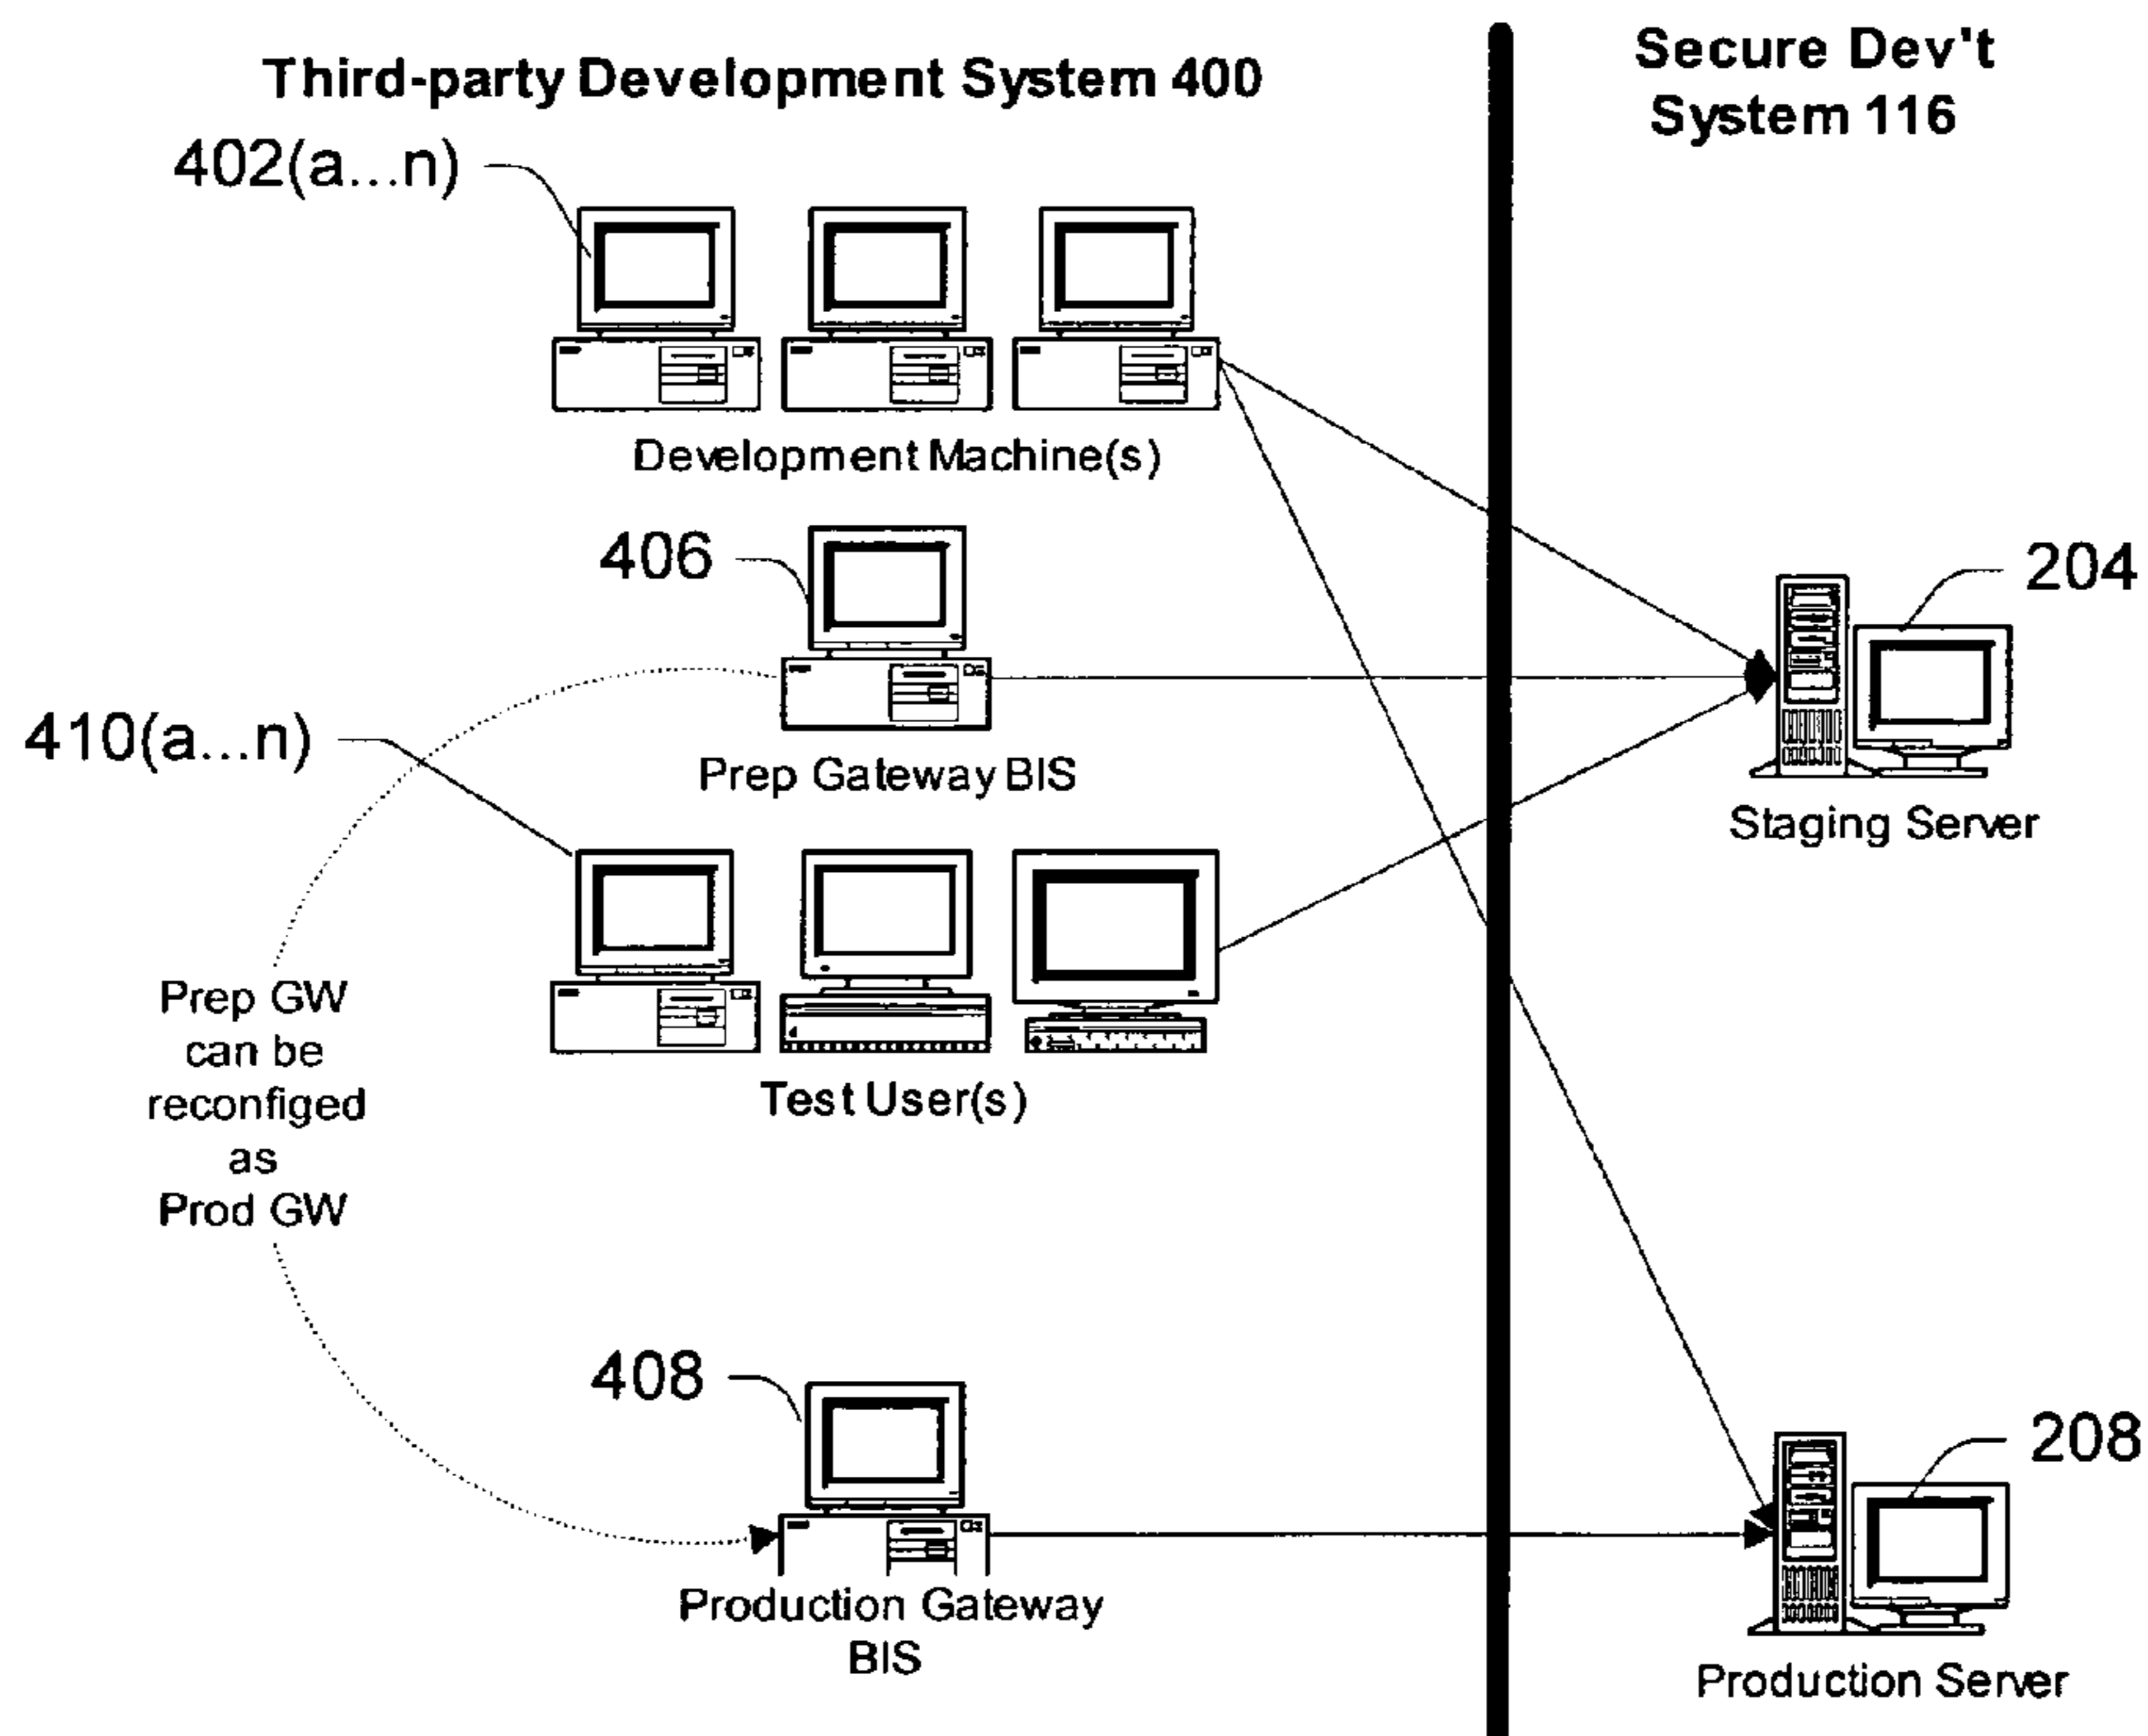 Third-party Development System 400
Secure Dev't
System 116
402(a...n)
Development Machine(s)
406
204
410(a...n)
Prep Gateway BIS
Staging Server
Prep GW
can be
reconfiged
as
Prod GW
Test User(s)
408
208
Production Gateway
BIS
Production Server